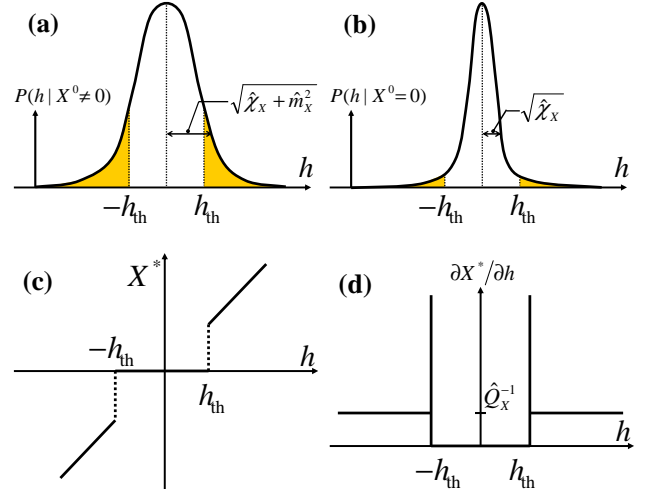 (a)
P(h | X⁰ ≠ 0)
√(χ̂_X + m̂_X²)
h
−h_th
h_th
(b)
P(h | X⁰ = 0)
√χ̂_X
h
−h_th
h_th
(c)
X*
−h_th
h
h_th
(d)
∂X*/∂h
Q̂_X⁻¹
h
−h_th
h_th